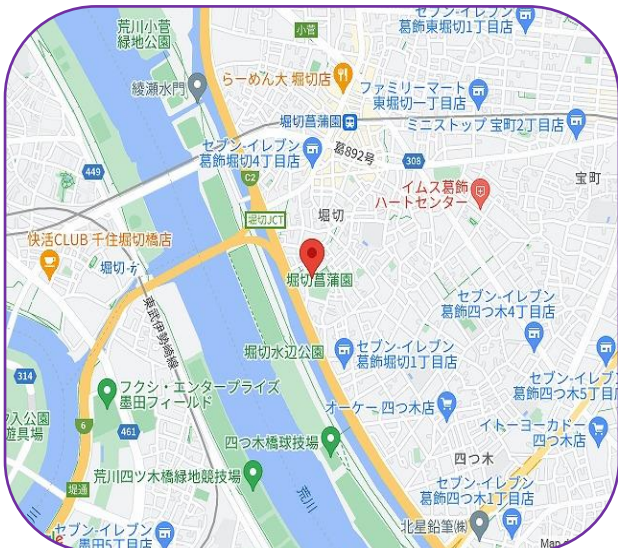 セブン-イレブン
葛飾東堀切1丁目店
荒川小菅
緑地公園
小菅
らーめん大 堀切店
綾瀬水門
ファミリーマート
東堀切一丁目店
堀切菖蒲園
ミニストップ 宝町2丁目店
セブン-イレブン
葛飾堀切4丁目店
葛892号
308
449
C2
イムス葛飾
ハートセンター
宝町
堀切JCT
堀切
快活CLUB 千住堀切橋店
堀切
堀切菖蒲園
東武伊勢崎線
セブン-イレブン
葛飾四つ木4丁目店
堀切水辺公園
セブン-イレブン
葛飾堀切1丁目店
314
フクシ・エンタープライズ
墨田フィールド
セブン-イレブ
葛飾四つ木5丁目店
オーケー 四つ木店
入公園
遊具場
6
461
イトーヨーカドー
四つ木店
四つ木橋球技場
荒川四ツ木橋緑地競技場
四つ木
堤通
荒川
セブン-イレブン
葛飾四つ木1丁目店
北星鉛筆㈱
セブン-イレブン
墨田5丁目店